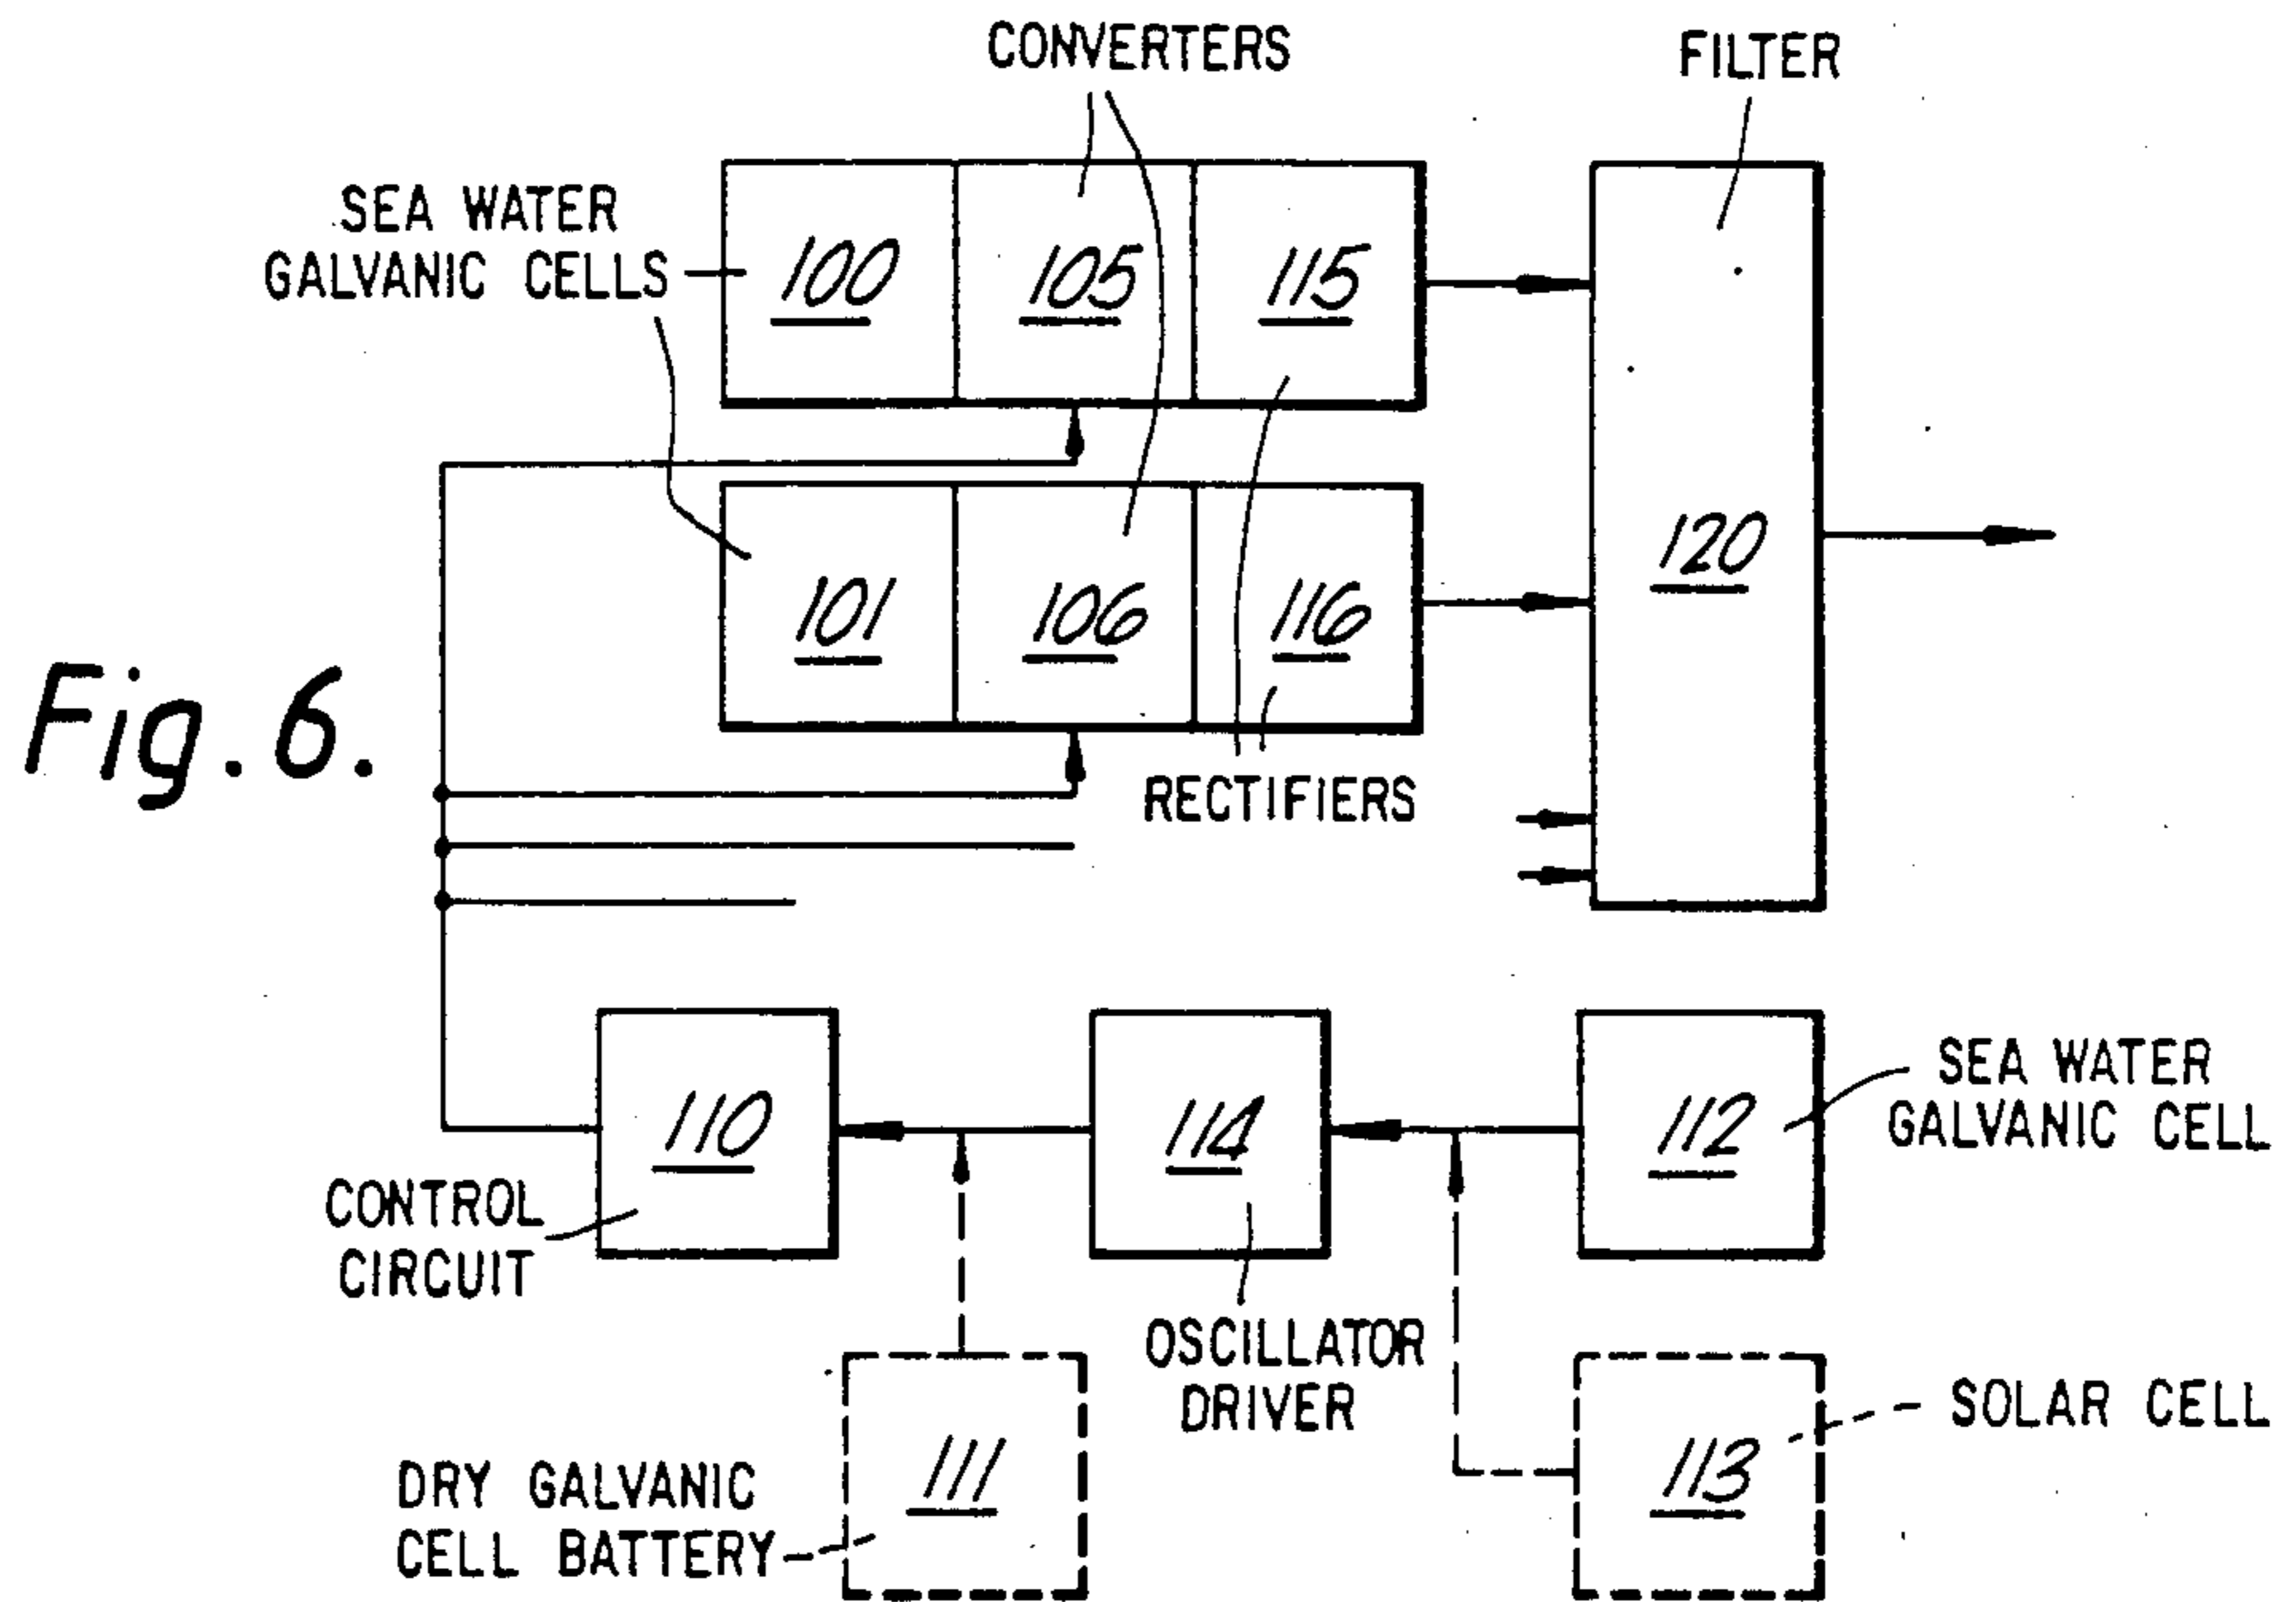 CONVERTERS
FILTER
SEA WATER
GALVANIC CELLS
100
105
115
120
101
106
116
Fig. 6.
RECTIFIERS
110
114
112
SEA WATER
GALVANIC CELL
CONTROL
CIRCUIT
OSCILLATOR
DRIVER
111
113
SOLAR CELL
DRY GALVANIC
CELL BATTERY